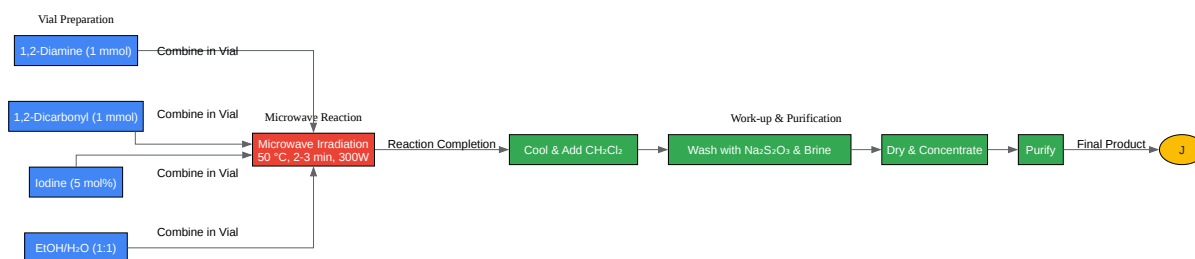 Vial Preparation
1,2-Diamine (1 mmol)
Combine in Vial
1,2-Dicarbonyl (1 mmol)
Combine in Vial
Microwave Reaction
Microwave Irradiation
50 °C, 2-3 min, 300W
Iodine (5 mol%)
Combine in Vial
EtOH/H₂O (1:1)
Combine in Vial
Reaction Completion
Work-up & Purification
Cool & Add CH₂Cl₂
Wash with Na₂S₂O₃ & Brine
Dry & Concentrate
Purify
Final Product
J